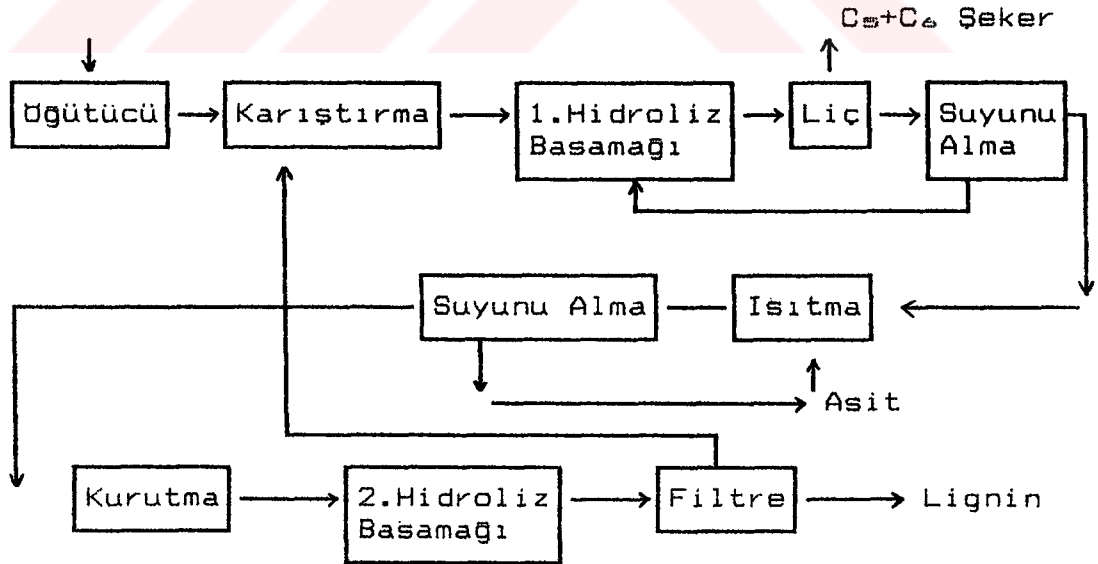 C₅+C₆ Şeker
Öğütücü
Karıştırma
1.Hidroliz
Basamağı
Liç
Suyunu
Alma
Suyunu Alma
Isıtma
Asit
Kurutma
2.Hidroliz
Basamağı
Filtre
Lignin